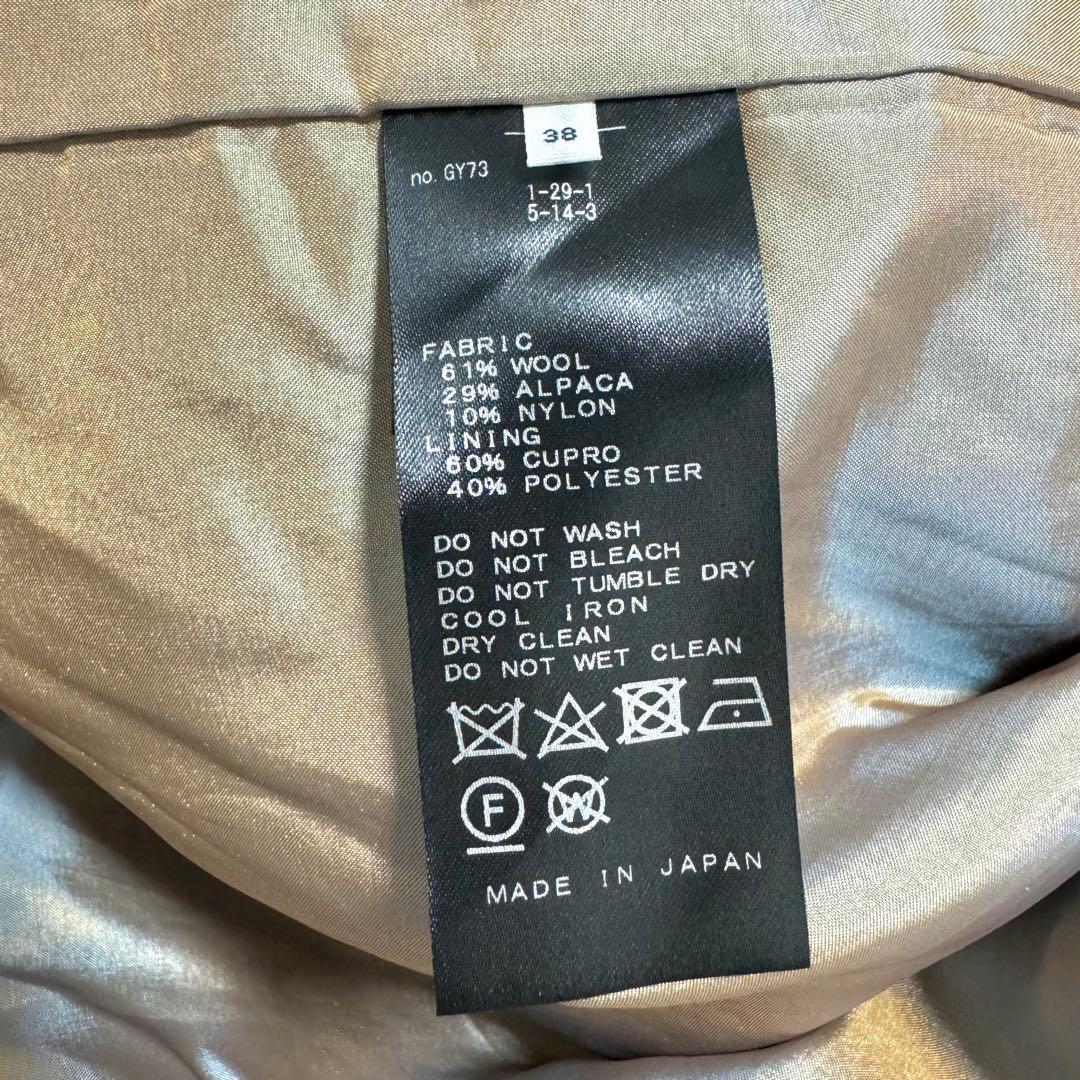 38
no. GY73
1-29-1
5-14-3
FABRIC
61% WOOL
29% ALPACA
10% NYLON
LINING
60% CUPRO
40% POLYESTER
DO NOT WASH
DO NOT BLEACH
DO NOT TUMBLE DRY
COOL IRON
DRY CLEAN
DO NOT WET CLEAN
F W
MADE IN JAPAN